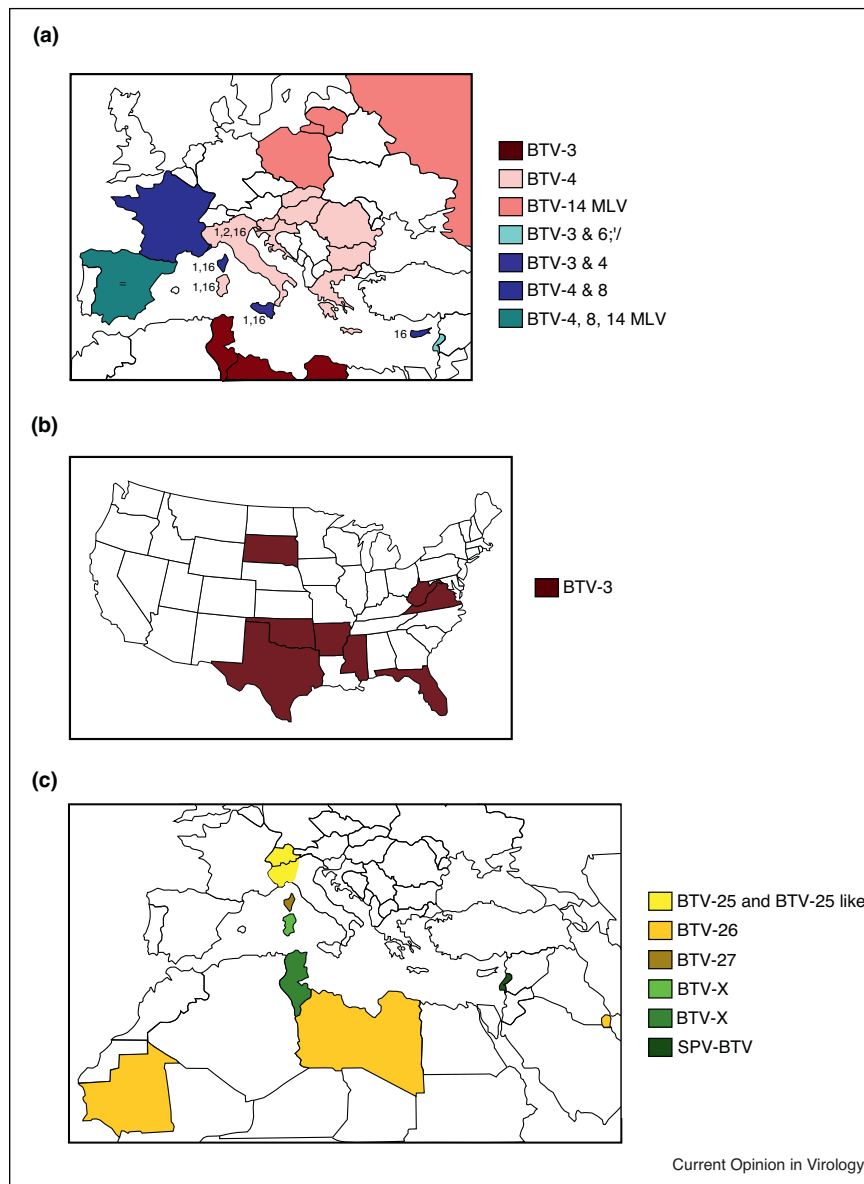 (a)
BTV-3
BTV-4
BTV-14 MLV
BTV-3 & 6;'/
BTV-3 & 4
BTV-4 & 8
BTV-4, 8, 14 MLV
1,2,16
1,16
1,16
1,16
16
=
(b)
BTV-3
(c)
BTV-25 and BTV-25 like
BTV-26
BTV-27
BTV-X
BTV-X
SPV-BTV
Current Opinion in Virology